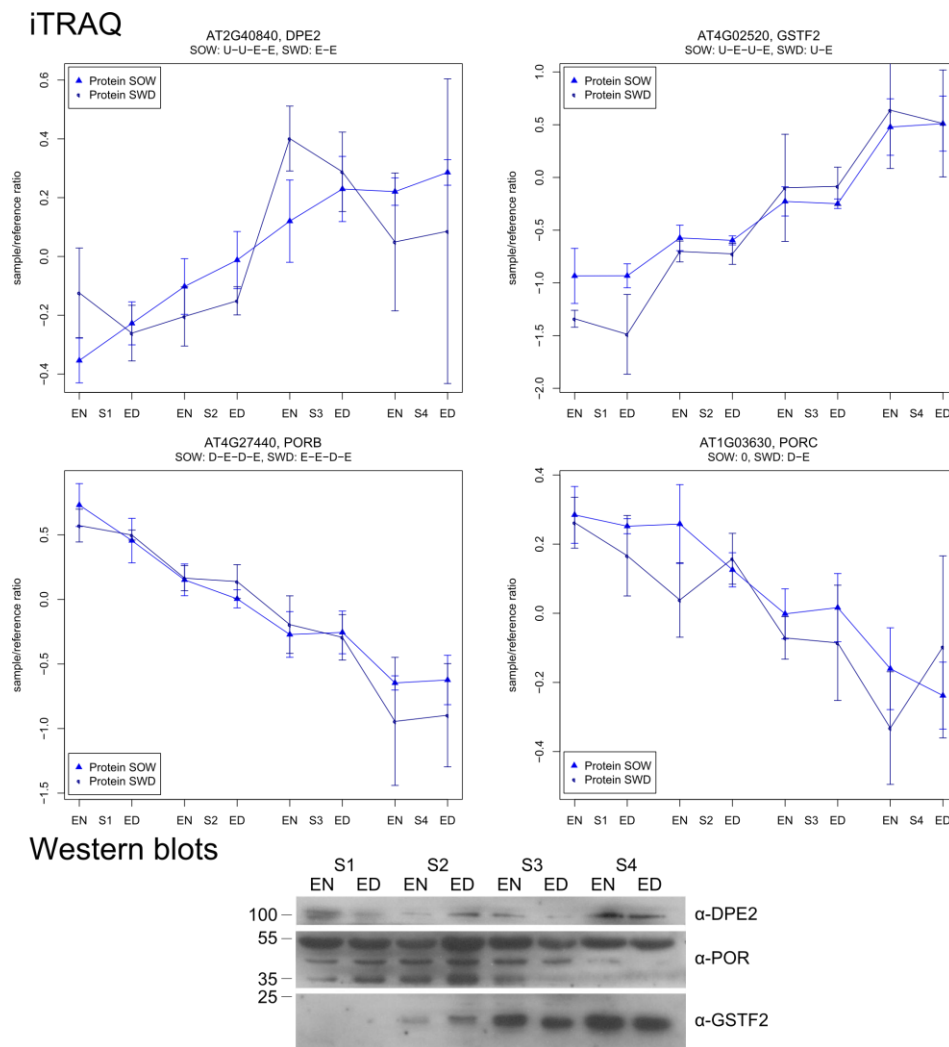 iTRAQ
AT2G40840, DPE2
SOW: U−U−E−E, SWD: E−E
sample/reference ratio
0.6
0.4
0.2
0.0
−0.2
−0.4
Protein SOW
Protein SWD
EN S1 ED EN S2 ED EN S3 ED EN S4 ED
AT4G02520, GSTF2
SOW: U−E−U−E, SWD: U−E
sample/reference ratio
1.0
0.5
0.0
−0.5
−1.0
−1.5
−2.0
Protein SOW
Protein SWD
EN S1 ED EN S2 ED EN S3 ED EN S4 ED
AT4G27440, PORB
SOW: D−E−D−E, SWD: E−E−D−E
sample/reference ratio
0.5
0.0
−0.5
−1.0
−1.5
Protein SOW
Protein SWD
EN S1 ED EN S2 ED EN S3 ED EN S4 ED
AT1G03630, PORC
SOW: 0, SWD: D−E
sample/reference ratio
0.4
0.2
0.0
−0.2
−0.4
Protein SOW
Protein SWD
EN S1 ED EN S2 ED EN S3 ED EN S4 ED
Western blots
S1 S2 S3 S4
EN ED EN ED EN ED EN ED
100 α-DPE2
55
α-POR
35
25
α-GSTF2